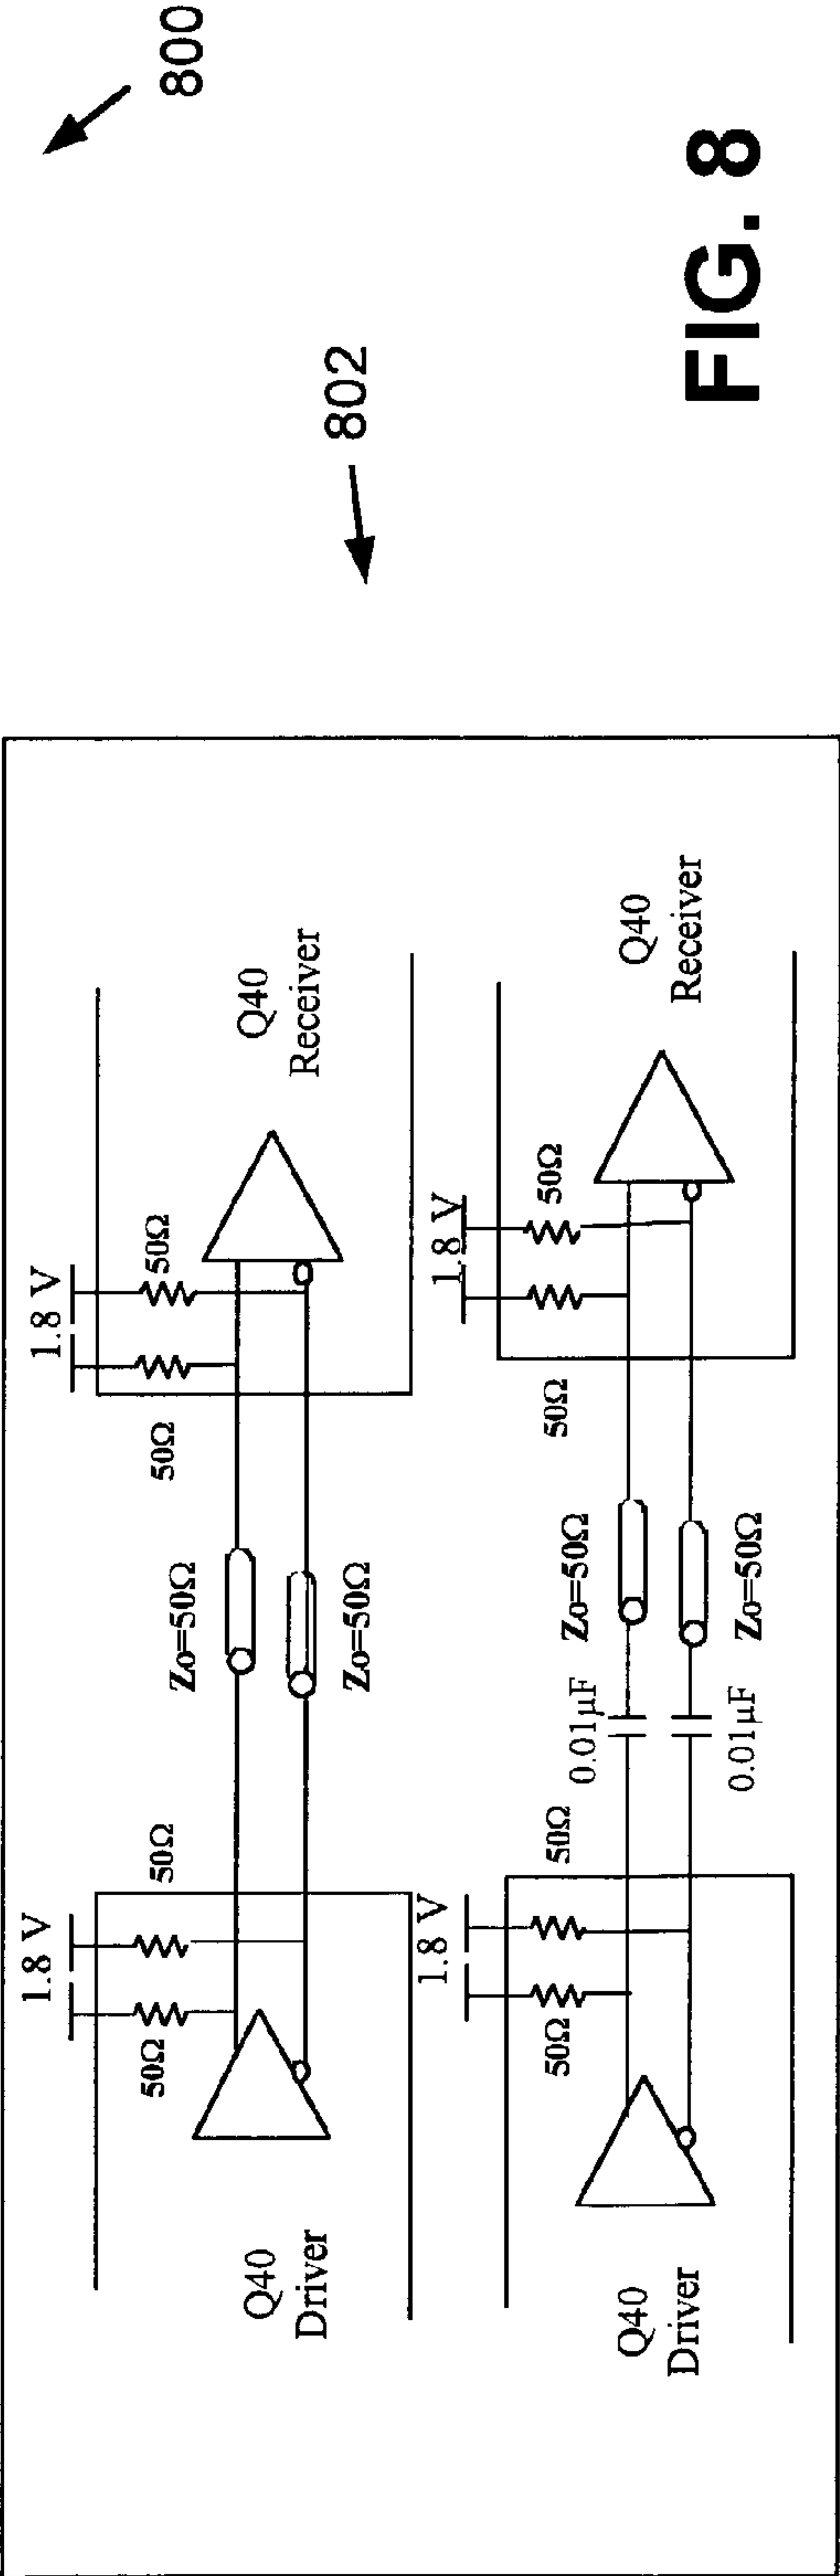 800
1.8 V
1.8 V
50Ω
50Ω
50Ω
50Ω
Zo=50Ω
Zo=50Ω
Q40
Driver
Q40
Receiver
802
1.8 V
1.8 V
50Ω
50Ω
50Ω
50Ω
0.01µF
0.01µF
Zo=50Ω
Zo=50Ω
Q40
Driver
Q40
Receiver
FIG. 8